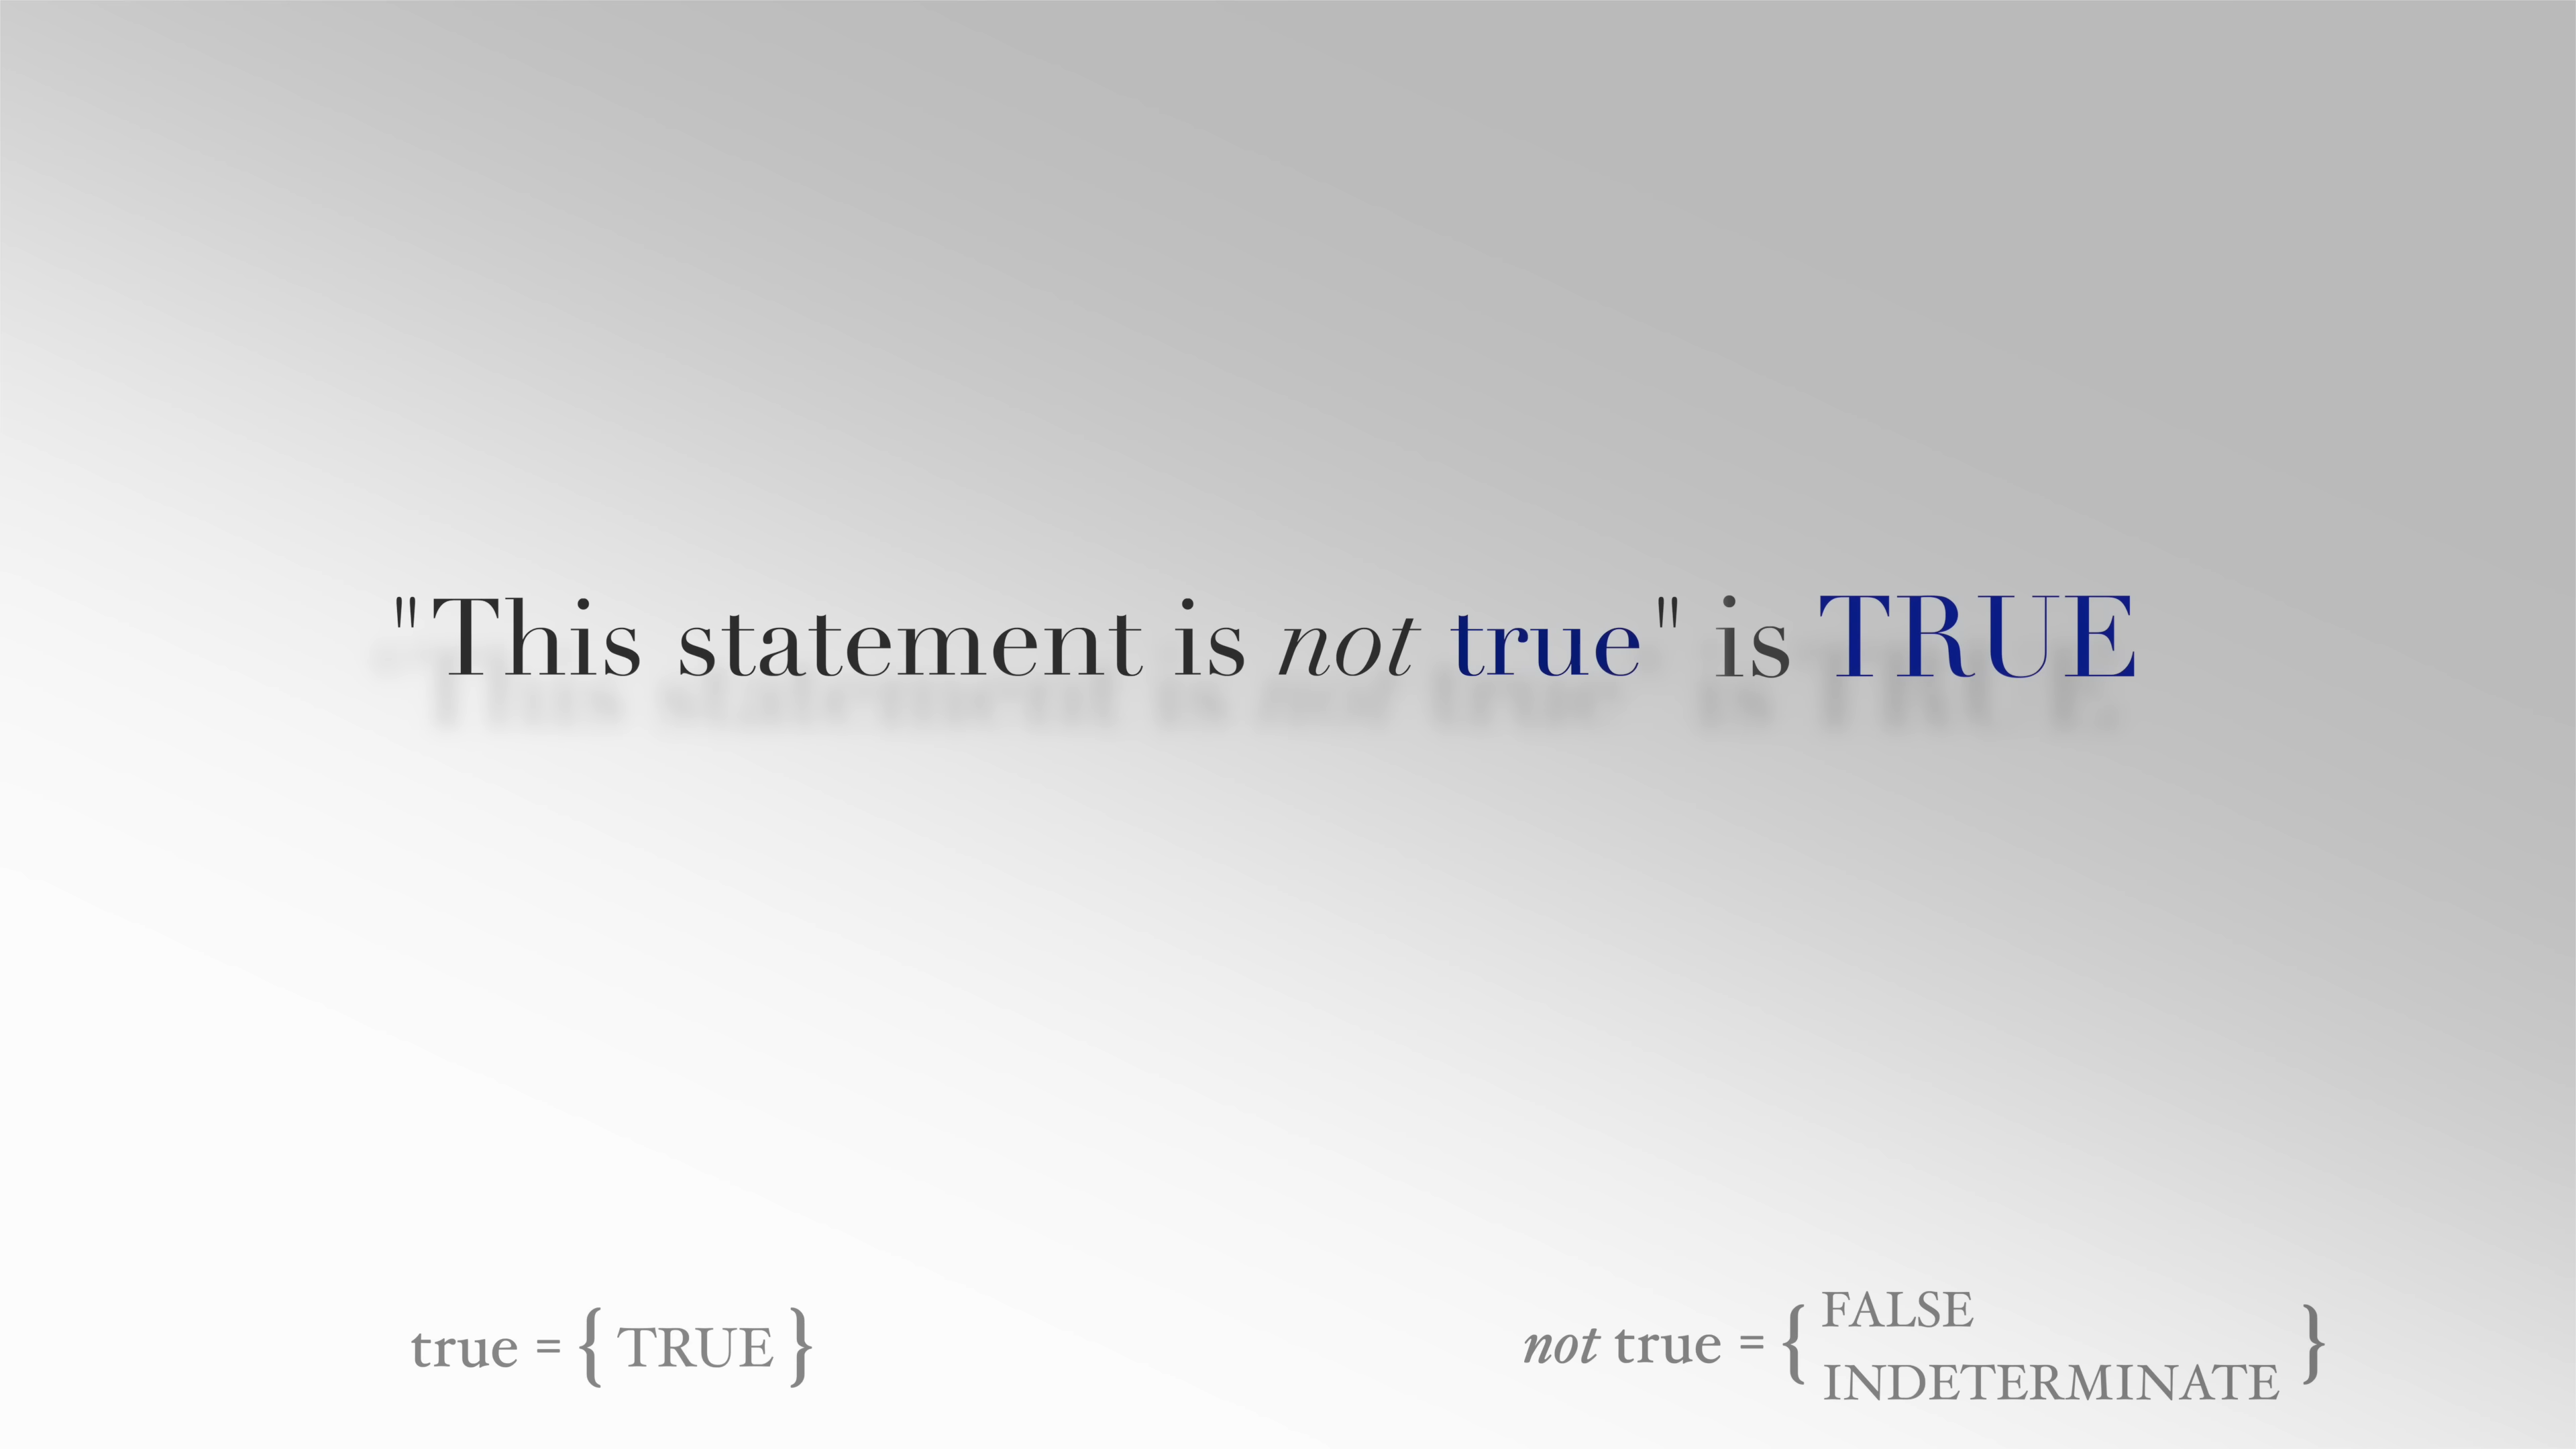 "This statement is not true" is TRUE
true = { TRUE }
not true = { FALSE
INDETERMINATE }